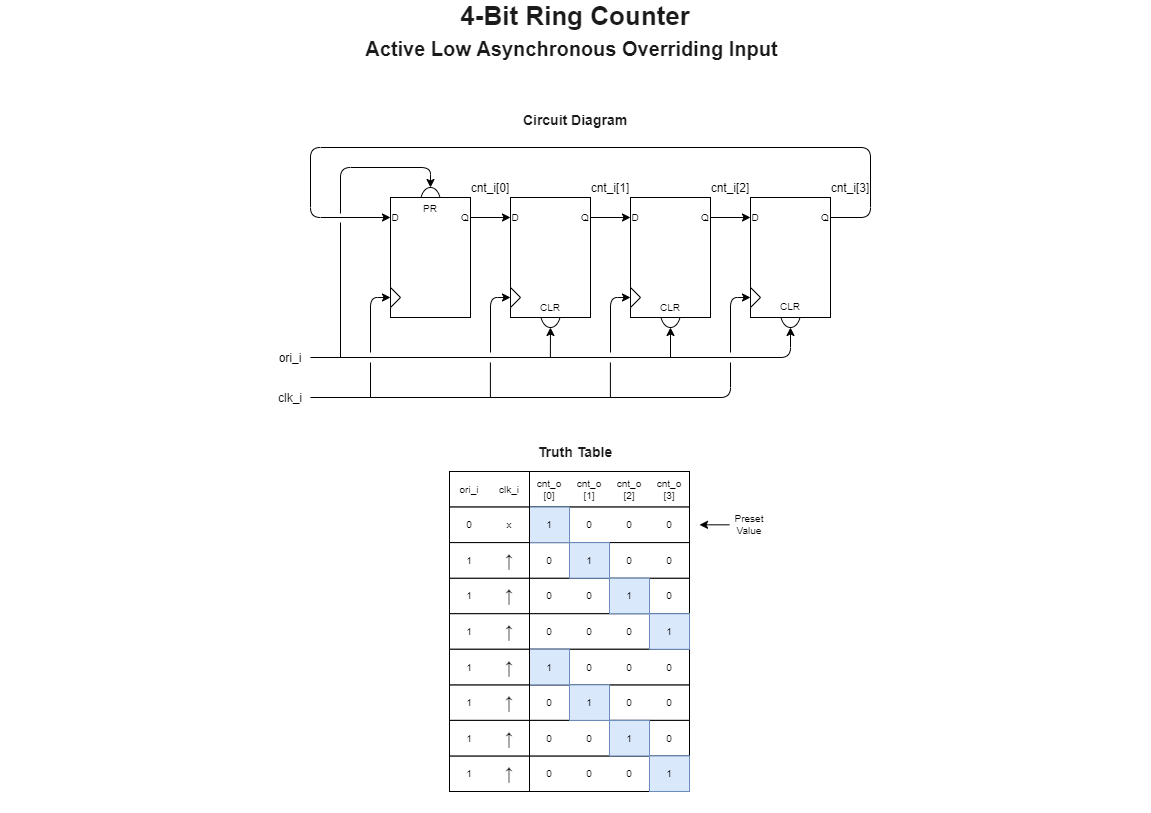 4-Bit Ring Counter
Active Low Asynchronous Overriding Input
Circuit Diagram
cnt_i[0] cnt_i[1] cnt_i[2] cnt_i[3]
PR
D Q D Q D Q D Q
CLR CLR CLR
ori_i
clk_i
Truth Table
ori_i clk_i cnt_o [0] cnt_o [1] cnt_o [2] cnt_o [3]
0 x 1 0 0 0 Preset Value
1 ↑ 0 1 0 0
1 ↑ 0 0 1 0
1 ↑ 0 0 0 1
1 ↑ 1 0 0 0
1 ↑ 0 1 0 0
1 ↑ 0 0 1 0
1 ↑ 0 0 0 1